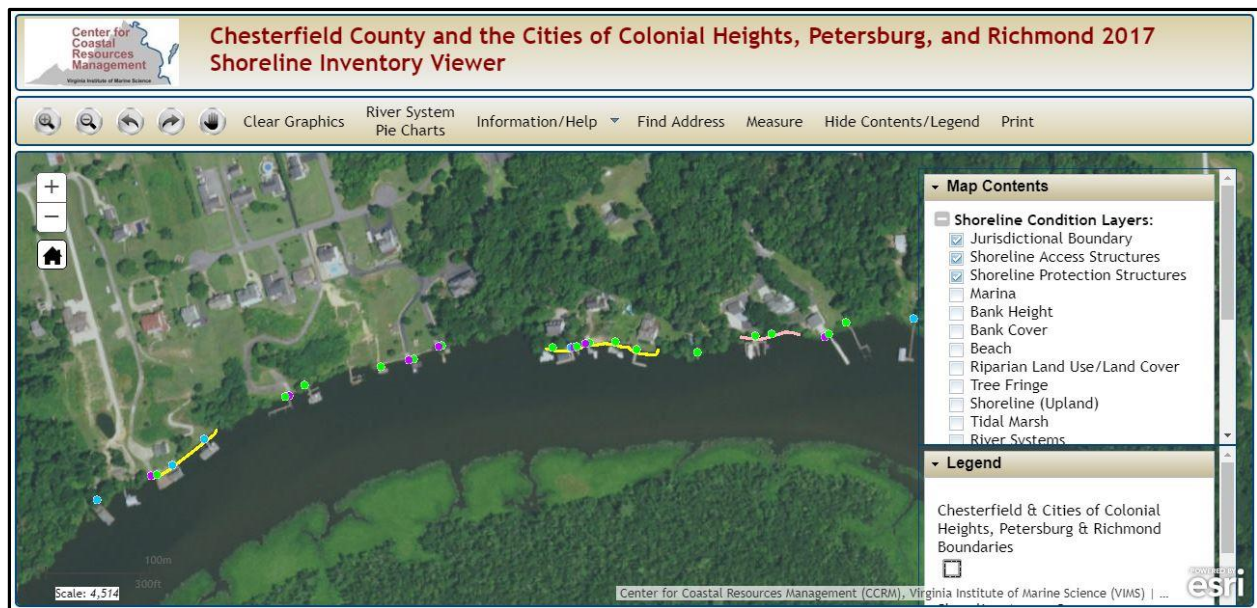 Center for
Coastal
Resources
Management
Virginia Institute of Marine Science
Chesterfield County and the Cities of Colonial Heights, Petersburg, and Richmond 2017
Shoreline Inventory Viewer
Clear Graphics
River System
Pie Charts
Information/Help
Find Address
Measure
Hide Contents/Legend
Print
+
−
Map Contents
Shoreline Condition Layers:
Jurisdictional Boundary
Shoreline Access Structures
Shoreline Protection Structures
Marina
Bank Height
Bank Cover
Beach
Riparian Land Use/Land Cover
Tree Fringe
Shoreline (Upland)
Tidal Marsh
River Systems
Legend
Chesterfield & Cities of Colonial
Heights, Petersburg & Richmond
Boundaries
100m
300ft
Scale: 4,514
Center for Coastal Resources Management (CCRM), Virginia Institute of Marine Science (VIMS) | ...
POWERED BY
esri